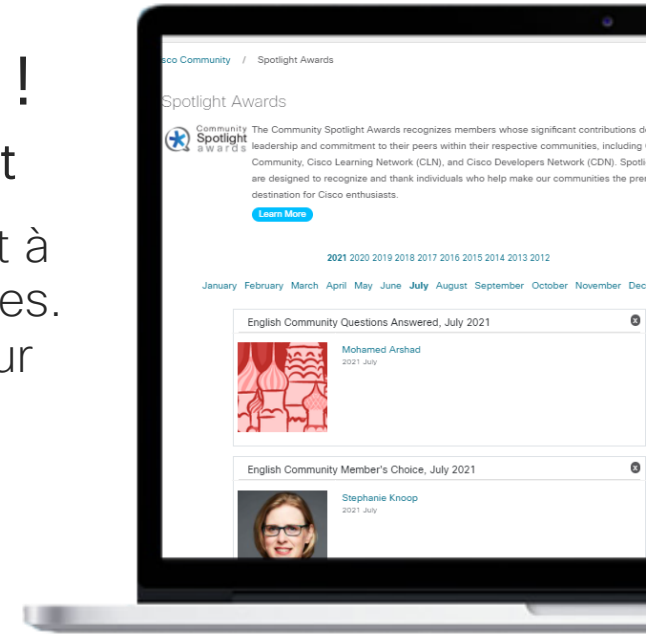 !
t
t à
es.
ur
sco Community / Spotlight Awards
Spotlight Awards
Community
Spotlight
awards
The Community Spotlight Awards recognizes members whose significant contributions de
leadership and commitment to their peers within their respective communities, including
Community, Cisco Learning Network (CLN), and Cisco Developers Network (CDN). Spotli
are designed to recognize and thank individuals who help make our communities the pre
destination for Cisco enthusiasts.
Learn More
2021 2020 2019 2018 2017 2016 2015 2014 2013 2012
January February March April May June July August September October November Dec
English Community Questions Answered, July 2021
Mohamed Arshad
2021 July
English Community Member's Choice, July 2021
Stephanie Knoop
2021 July